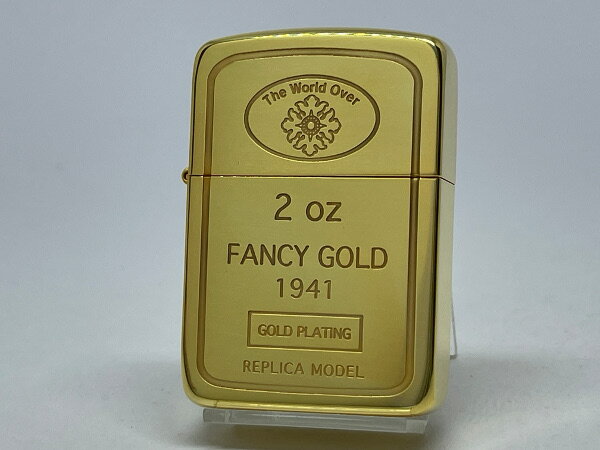 The World Over
2 oz
FANCY GOLD
1941
GOLD PLATING
REPLICA MODEL